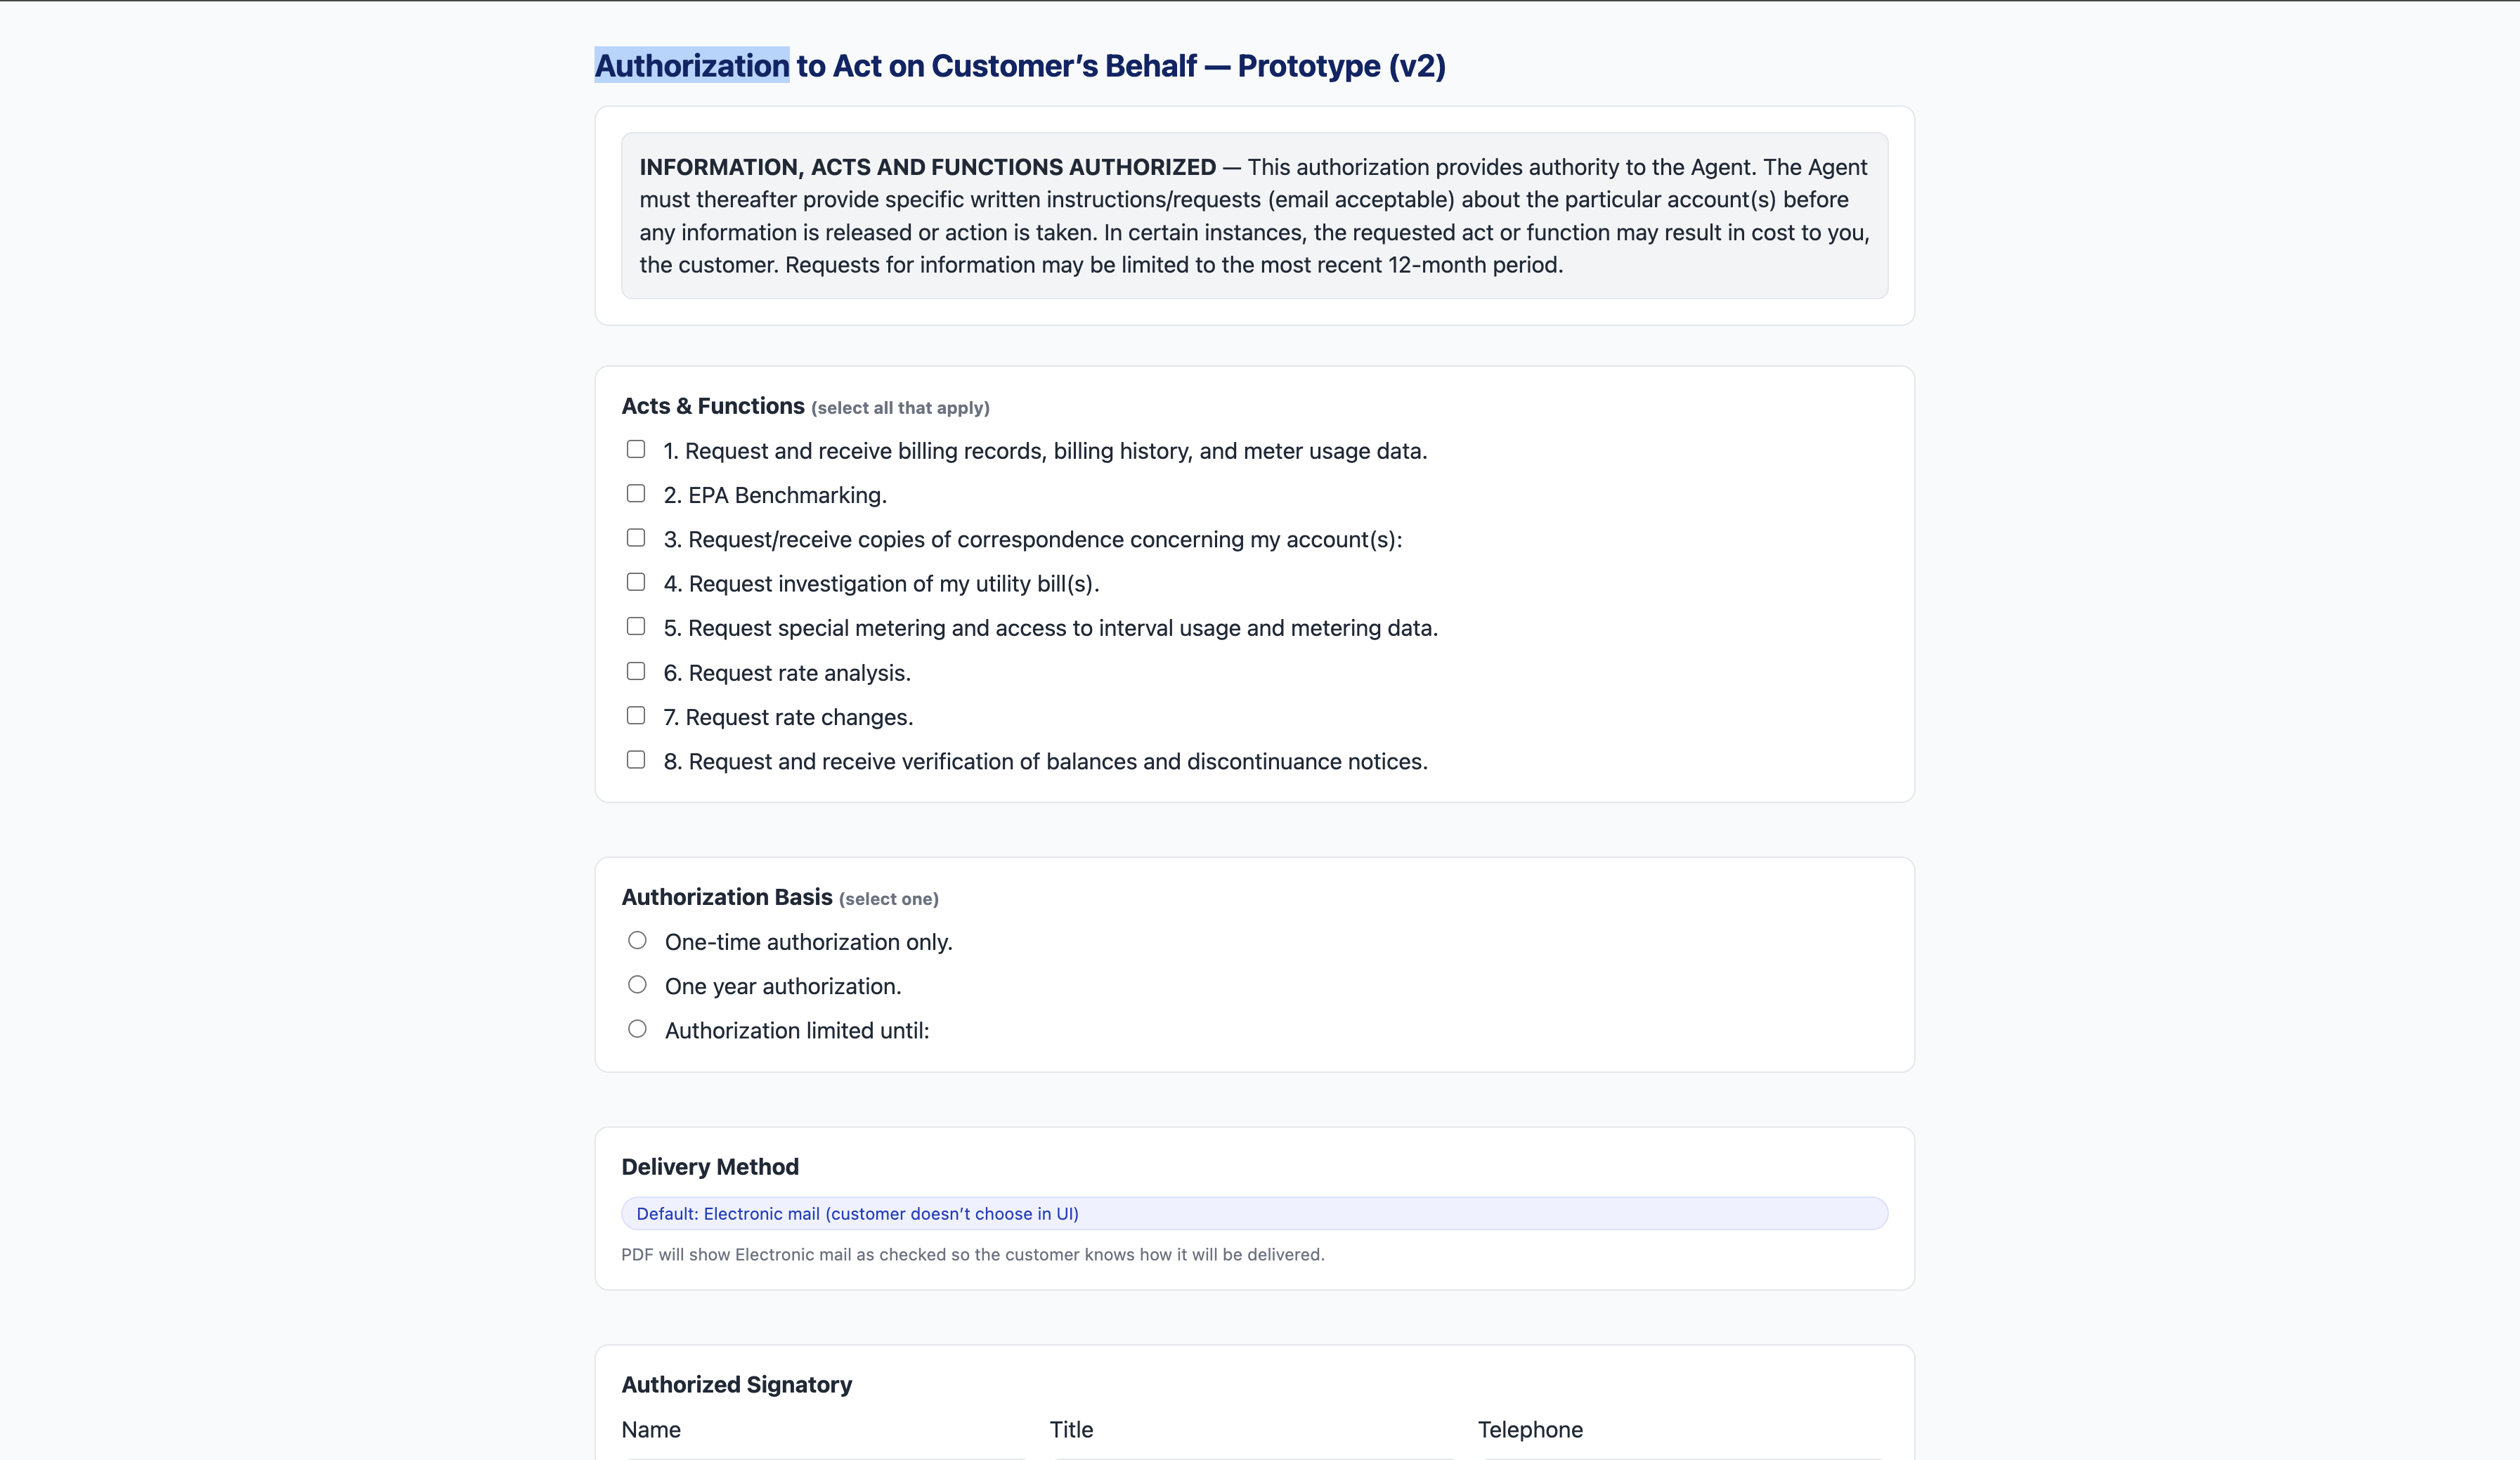 Authorization to Act on Customer’s Behalf — Prototype (v2)
INFORMATION, ACTS AND FUNCTIONS AUTHORIZED — This authorization provides authority to the Agent. The Agent
must thereafter provide specific written instructions/requests (email acceptable) about the particular account(s) before
any information is released or action is taken. In certain instances, the requested act or function may result in cost to you,
the customer. Requests for information may be limited to the most recent 12-month period.
Acts & Functions (select all that apply)
1. Request and receive billing records, billing history, and meter usage data.
2. EPA Benchmarking.
3. Request/receive copies of correspondence concerning my account(s):
4. Request investigation of my utility bill(s).
5. Request special metering and access to interval usage and metering data.
6. Request rate analysis.
7. Request rate changes.
8. Request and receive verification of balances and discontinuance notices.
Authorization Basis (select one)
One-time authorization only.
One year authorization.
Authorization limited until:
Delivery Method
Default: Electronic mail (customer doesn’t choose in UI)
PDF will show Electronic mail as checked so the customer knows how it will be delivered.
Authorized Signatory
Name Title Telephone